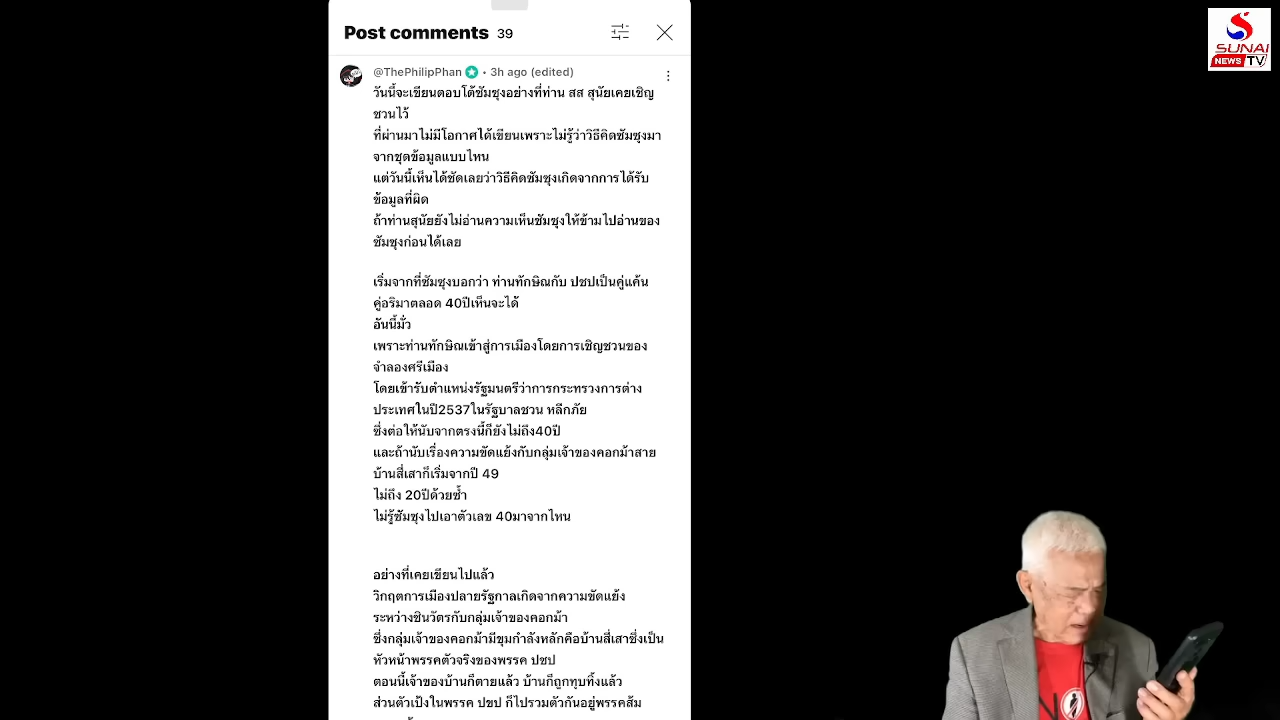 Post comments 39
SUNAI
NEWS TV
@ThePhilipPhan • 3h ago (edited)
วันนี้จะเขียนตอบโต้ซัมซุงอย่างที่ท่าน สส สุนัยเคยเชิญ
ชวนไว้
ที่ผ่านมาไม่มีโอกาศได้เขียนเพราะไม่รู้ว่าวิธีคิดซัมซุงมา
จากชุดข้อมูลแบบไหน
แต่วันนี้เห็นได้ชัดเลยว่าวิธีคิดซัมซุงเกิดจากการได้รับ
ข้อมูลที่ผิด
ถ้าท่านสุนัยยังไม่อ่านความเห็นซัมซุงให้ข้ามไปอ่านของ
ซัมซุงก่อนได้เลย
เริ่มจากที่ซัมซุงบอกว่า ท่านทักษิณกับ ปชปเป็นคู่แค้น
คู่อริมาตลอด 40ปีเห็นจะได้
อันนี้มั่ว
เพราะท่านทักษิณเข้าสู่การเมืองโดยการเชิญชวนของ
จำลองศรีเมือง
โดยเข้ารับตำแหน่งรัฐมนตรีว่าการกระทรวงการต่าง
ประเทศในปี2537ในรัฐบาลชวน หลีกภัย
ซึ่งต่อให้นับจากตรงนี้ก็ยังไม่ถึง40ปี
และถ้านับเรื่องความขัดแย้งกับกลุ่มเจ้าของคอกม้าสาย
บ้านสี่เสาก็เริ่มจากปี 49
ไม่ถึง 20ปีด้วยซ้ำ
ไม่รู้ซัมซุงไปเอาตัวเลข 40มาจากไหน
อย่างที่เคยเขียนไปแล้ว
วิกฤตการเมืองปลายรัฐกาลเกิดจากความขัดแย้ง
ระหว่างชินวัตรกับกลุ่มเจ้าของคอกม้า
ซึ่งกลุ่มเจ้าของคอกม้ามีขุมกำลังหลักคือบ้านสี่เสาซึ่งเป็น
หัวหน้าพรรคตัวจริงของพรรค ปชป
ตอนนี้เจ้าของบ้านก็ตายแล้ว บ้านก็ถูกทุบทิ้งแล้ว
ส่วนตัวเป้งในพรรค ปชป ก็ไปรวมตัวกันอยู่พรรคส้ม